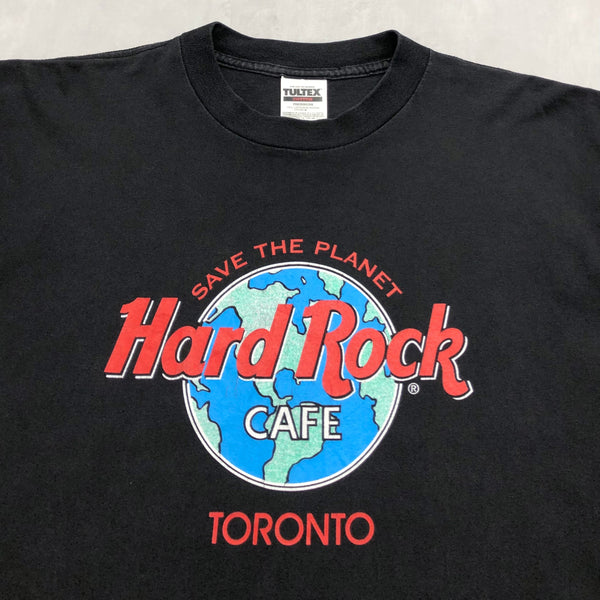 TULTEX
SAVE THE PLANET
Hard Rock
®
CAFE
TORONTO